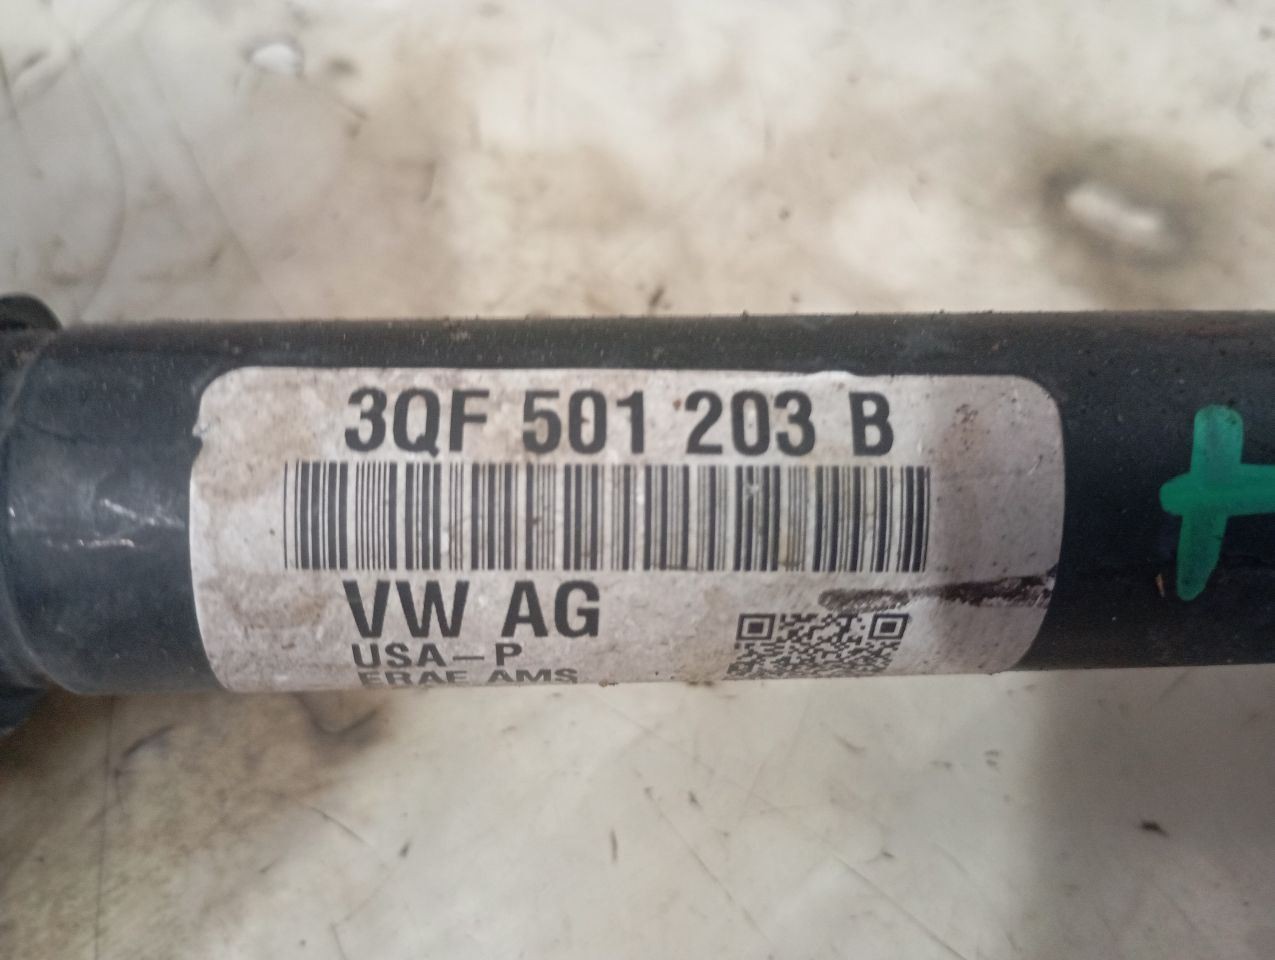 3QF 501 203 B
VW AG
USA-P
ERAE AMS